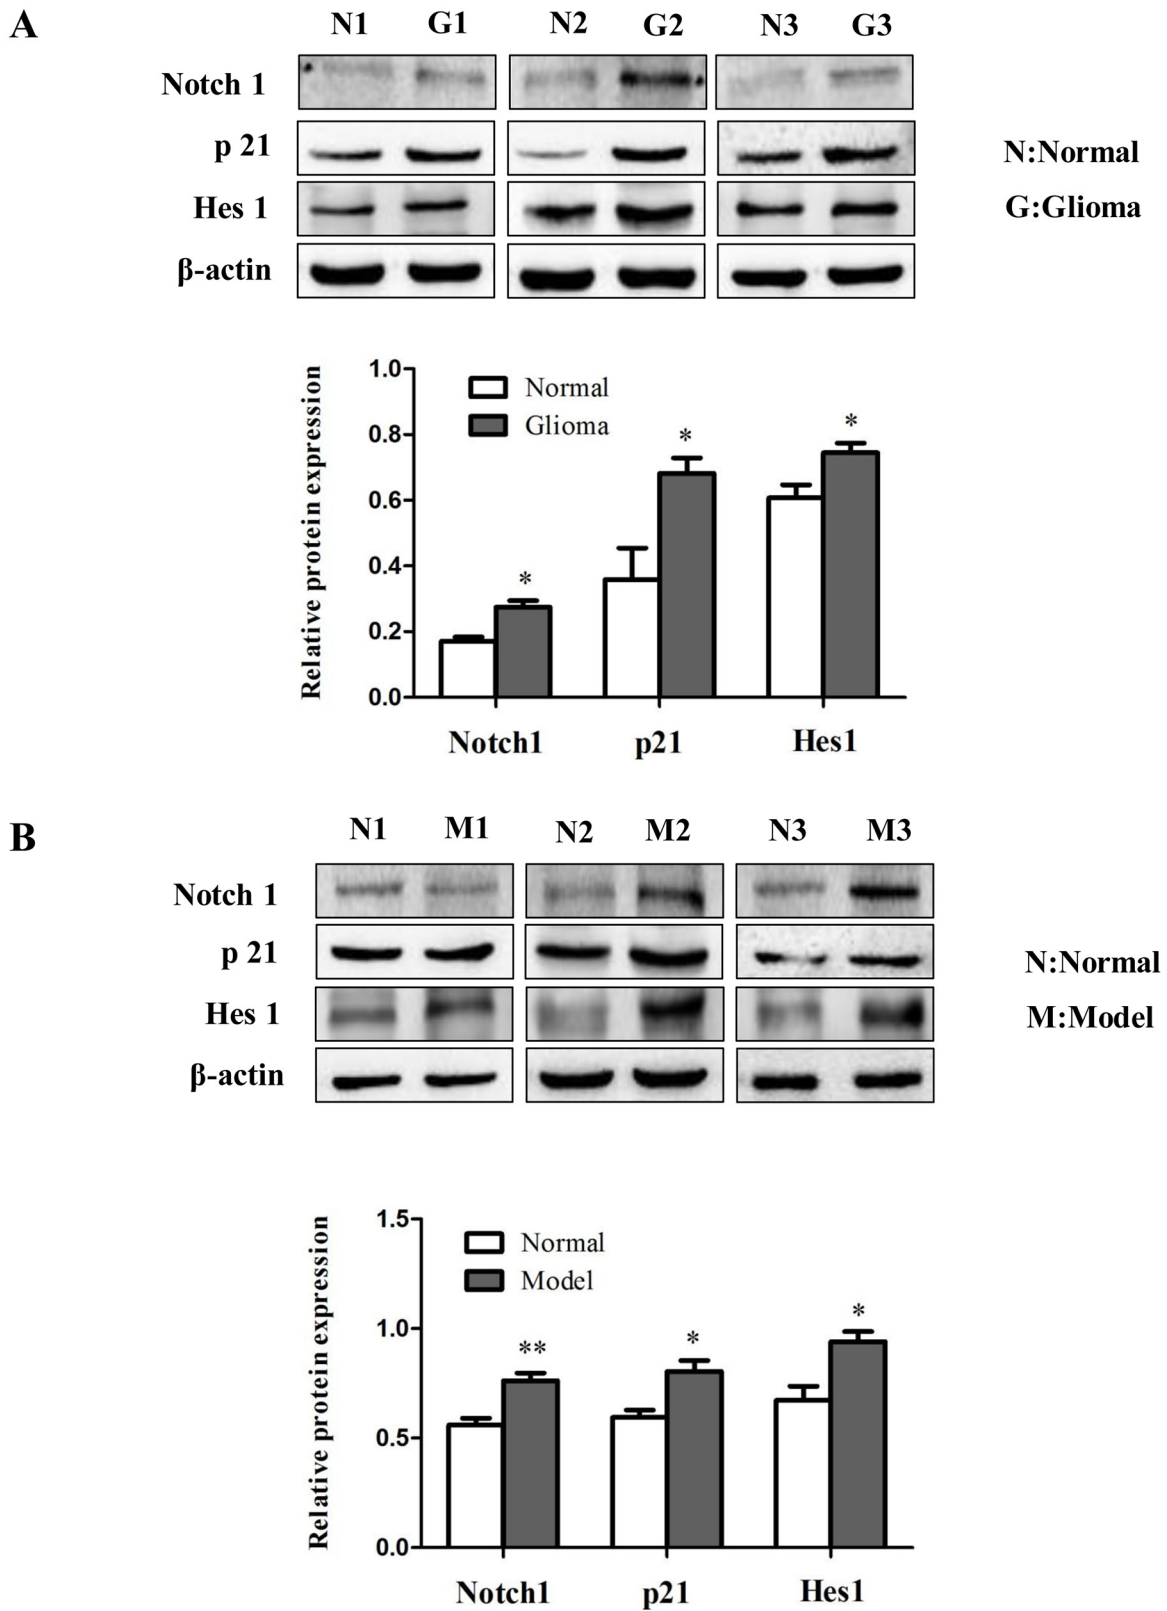 A
N1 G1 N2 G2 N3 G3
Notch 1
p 21
Hes 1
β-actin
N:Normal
G:Glioma
Relative protein expression
1.0
0.8
0.6
0.4
0.2
0.0
Normal
Glioma
*
*
*
Notch1 p21 Hes1
B
N1 M1 N2 M2 N3 M3
Notch 1
p 21
Hes 1
β-actin
N:Normal
M:Model
Relative protein expression
1.5
1.0
0.5
0.0
Normal
Model
**
*
*
Notch1 p21 Hes1